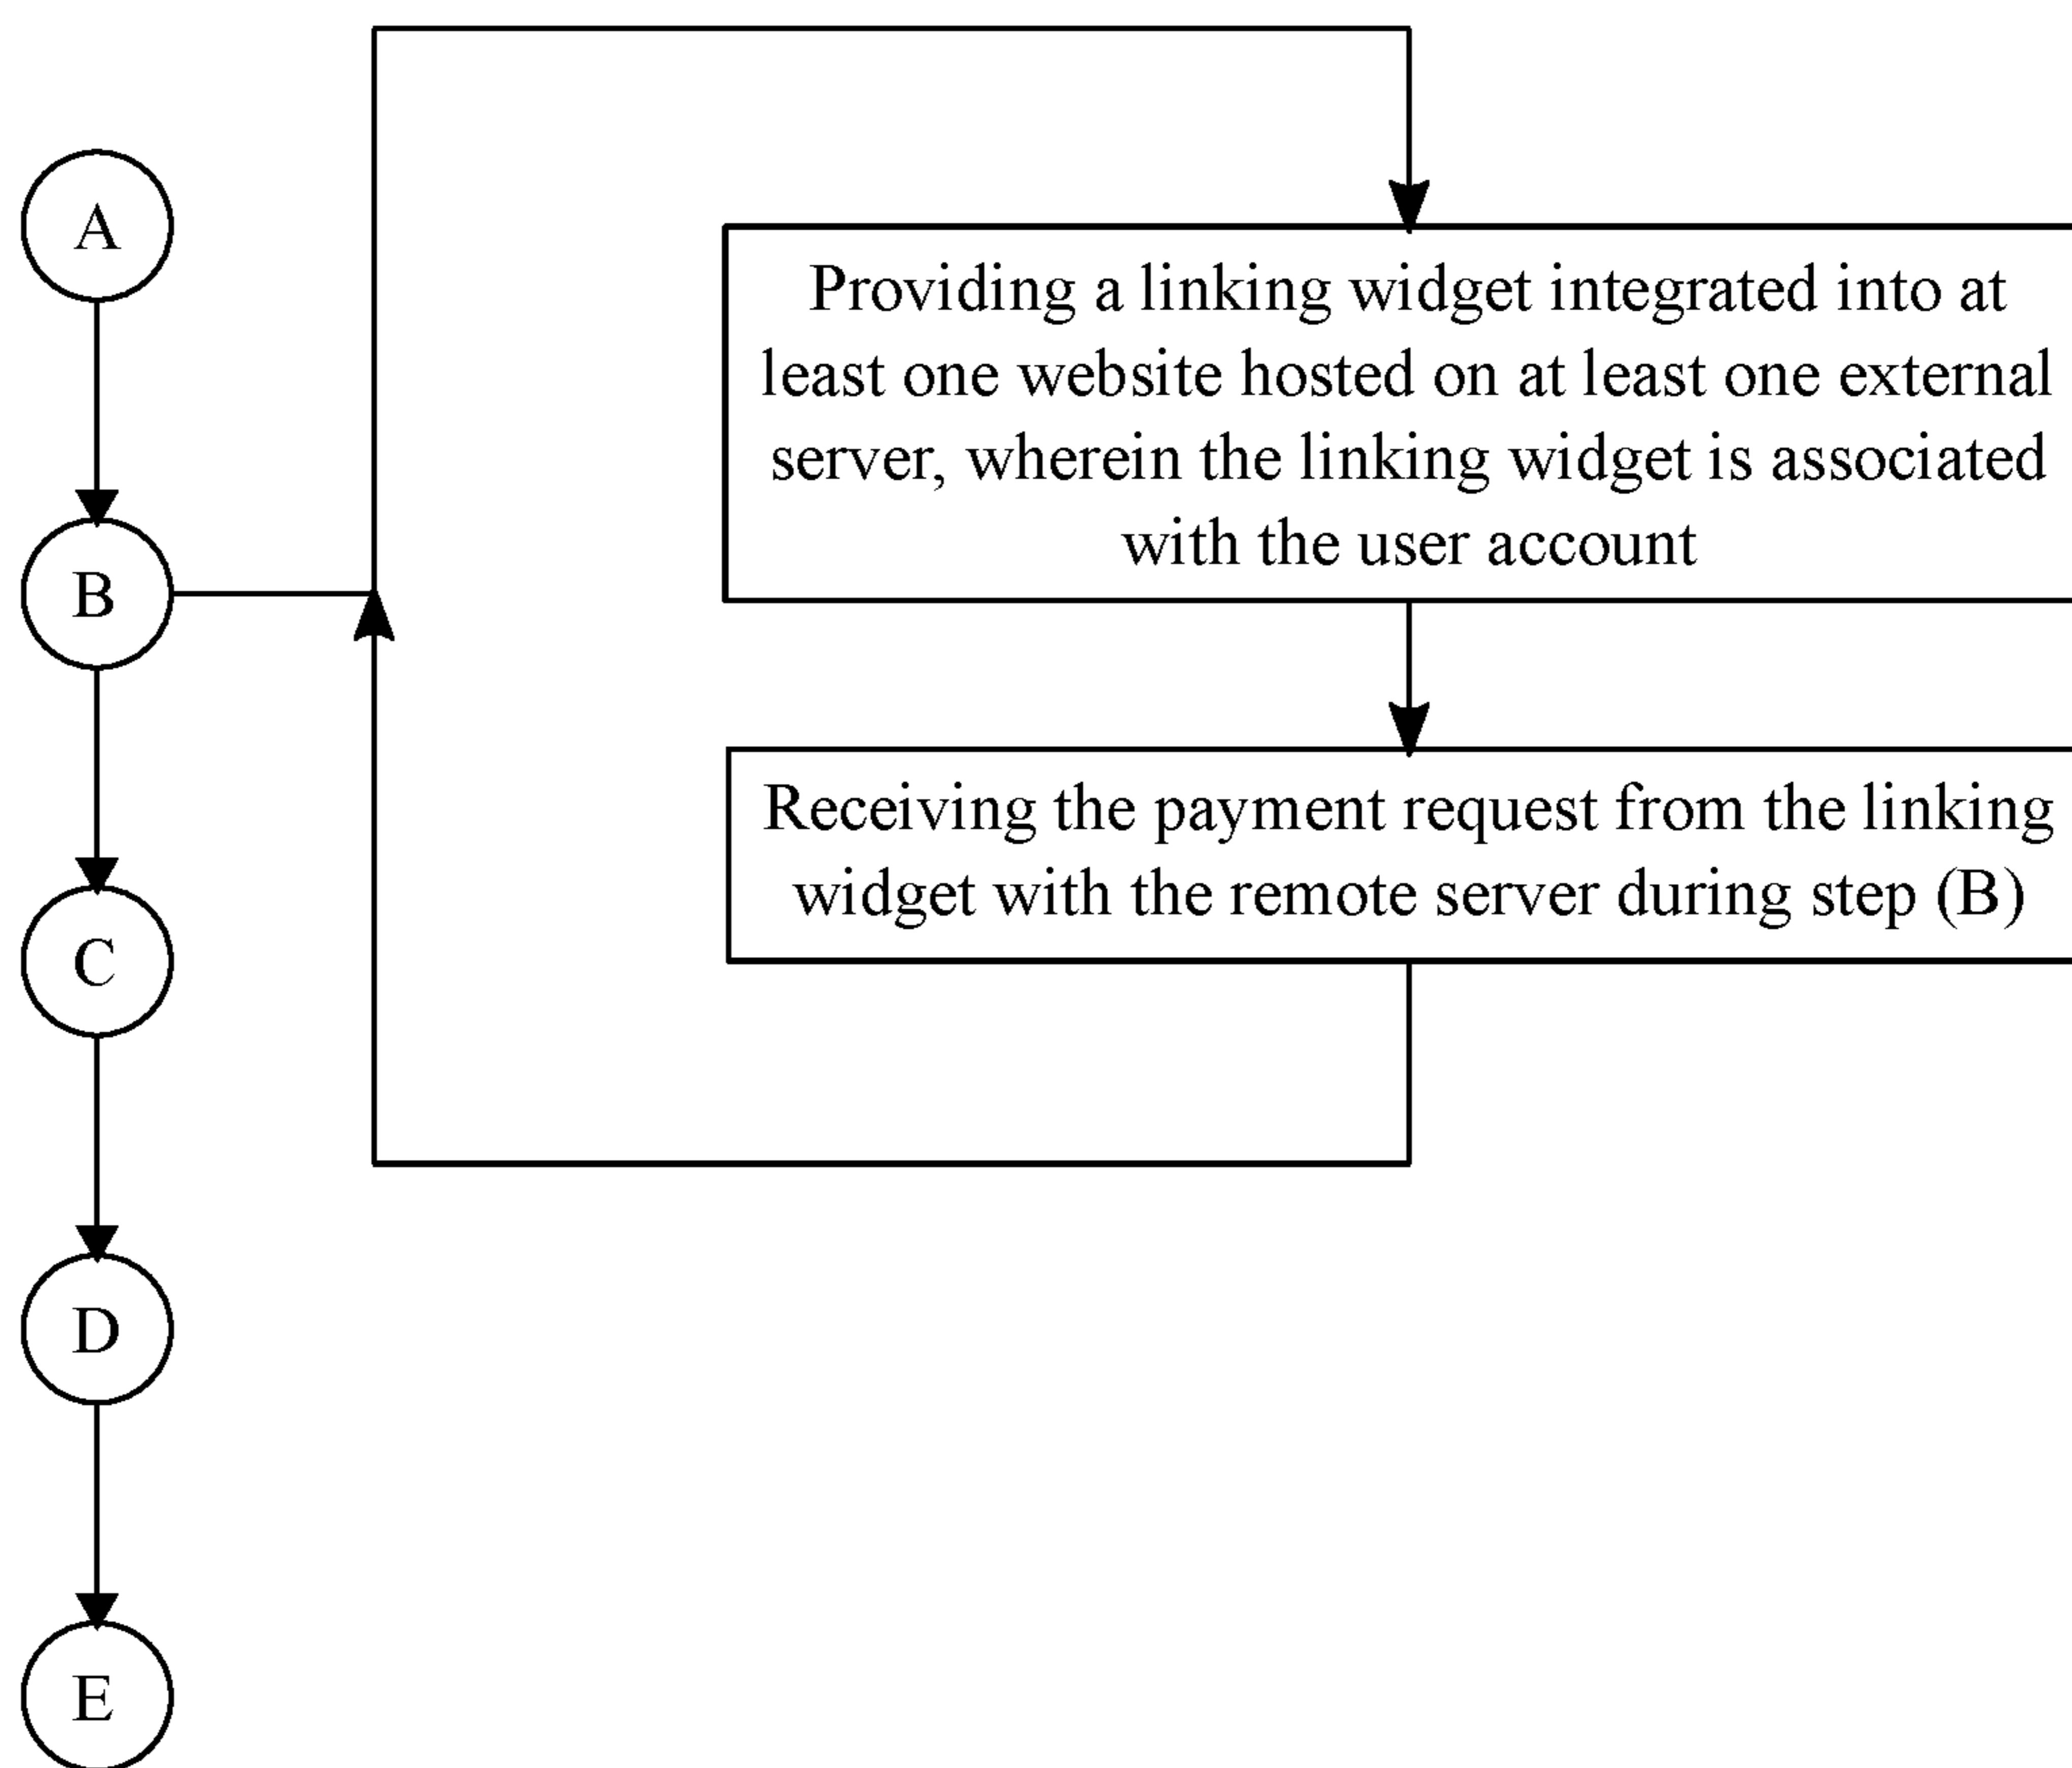 A
B
C
D
E
Providing a linking widget integrated into at
least one website hosted on at least one external
server, wherein the linking widget is associated
with the user account
Receiving the payment request from the linking
widget with the remote server during step (B)